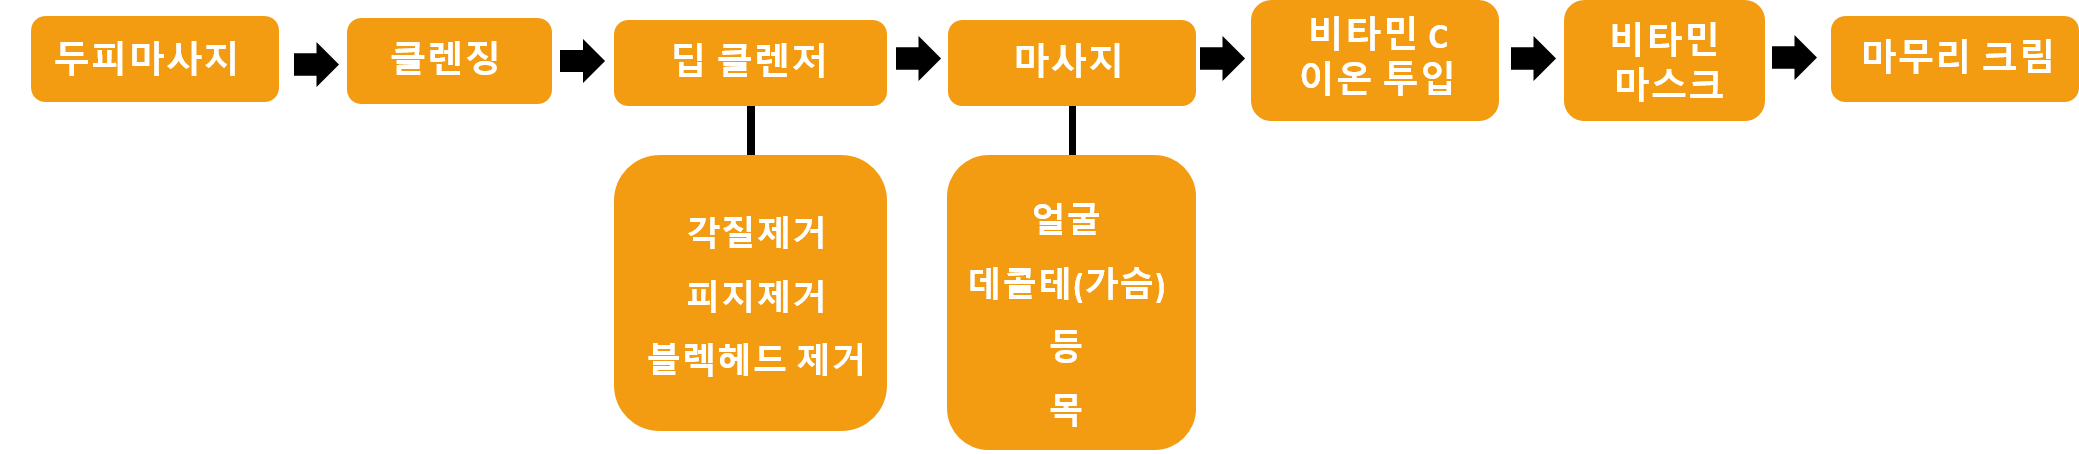 두피마사지
클렌징
딥 클렌저
각질제거
피지제거
블렉헤드 제거
마사지
얼굴
데콜테(가슴)
등
목
비타민 C
이온 투입
비타민
마스크
마무리 크림